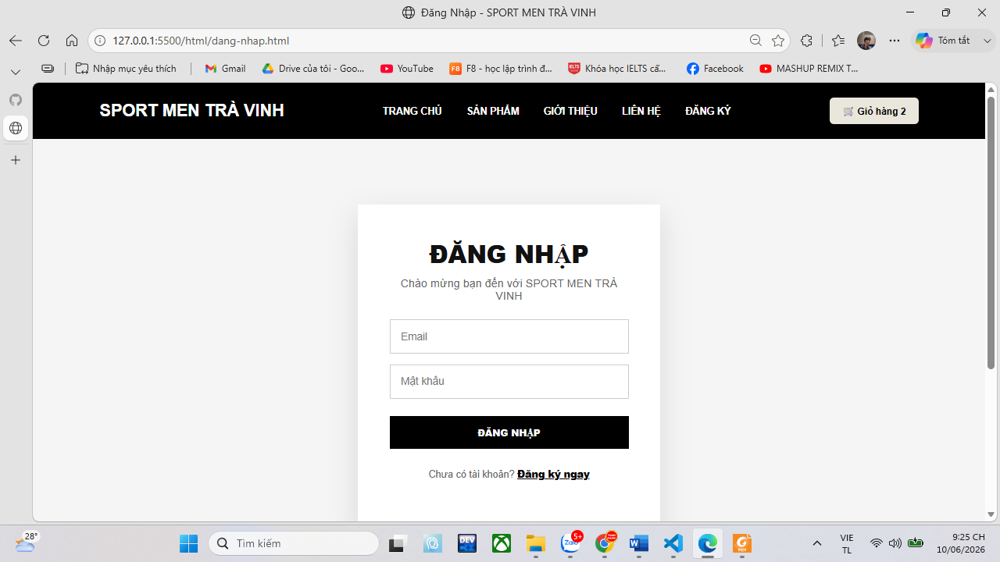 Đăng Nhập - SPORT MEN TRÀ VINH
127.0.0.1:5500/html/dang-nhap.html
Tóm tắt
Nhập mục yêu thích
Gmail
Drive của tôi - Goo...
YouTube
F8 - học lập trình đ...
Khóa học IELTS cấ...
Facebook
MASHUP REMIX T...
SPORT MEN TRÀ VINH
TRANG CHỦ
SẢN PHẨM
GIỚI THIỆU
LIÊN HỆ
ĐĂNG KÝ
🛒 Giỏ hàng 2
ĐĂNG NHẬP
Chào mừng bạn đến với SPORT MEN TRÀ
VINH
Email
Mật khẩu
ĐĂNG NHẬP
Chưa có tài khoản? Đăng ký ngay
28°
Tìm kiếm
DEV
Zalo
5+
PDF
VIE
TL
9:25 CH
10/06/2026